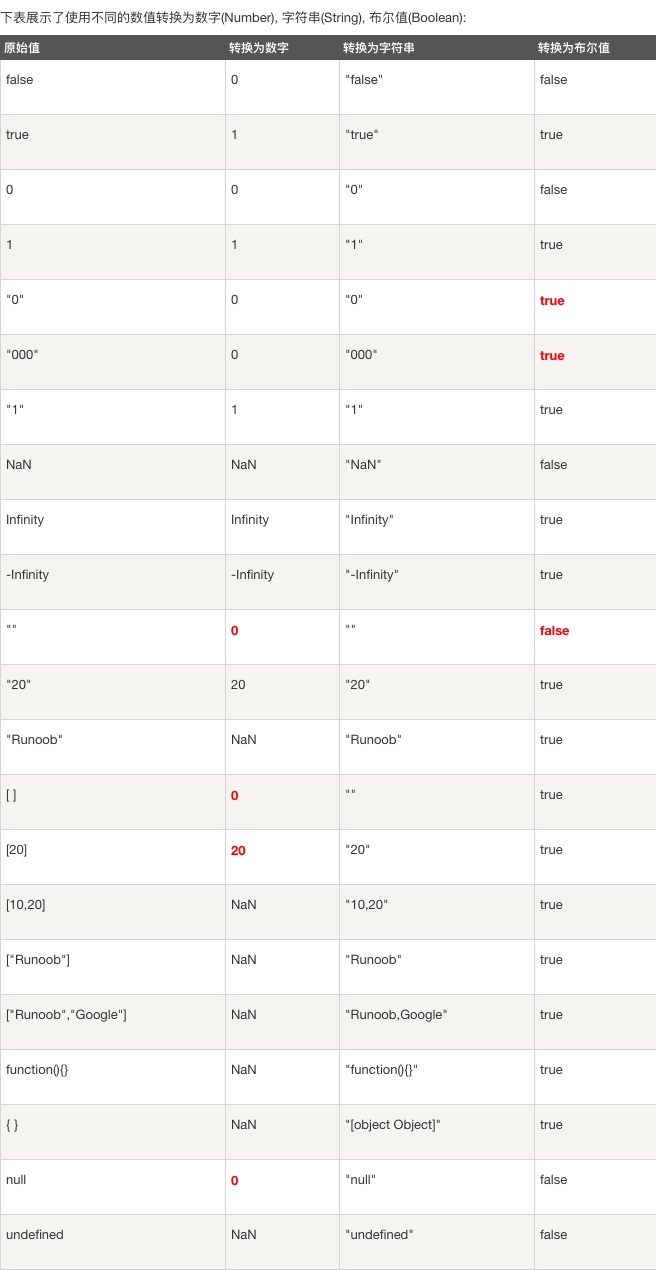 下表展示了使用不同的数值转换为数字(Number), 字符串(String), 布尔值(Boolean):
原始值 转换为数字 转换为字符串 转换为布尔值
false 0 "false" false
true 1 "true" true
0 0 "0" false
1 1 "1" true
"0" 0 "0" true
"000" 0 "000" true
"1" 1 "1" true
NaN NaN "NaN" false
Infinity Infinity "Infinity" true
-Infinity -Infinity "-Infinity" true
"" 0 "" false
"20" 20 "20" true
"Runoob" NaN "Runoob" true
[ ] 0 "" true
[20] 20 "20" true
[10,20] NaN "10,20" true
["Runoob"] NaN "Runoob" true
["Runoob","Google"] NaN "Runoob,Google" true
function(){} NaN "function(){}" true
{ } NaN "[object Object]" true
null 0 "null" false
undefined NaN "undefined" false